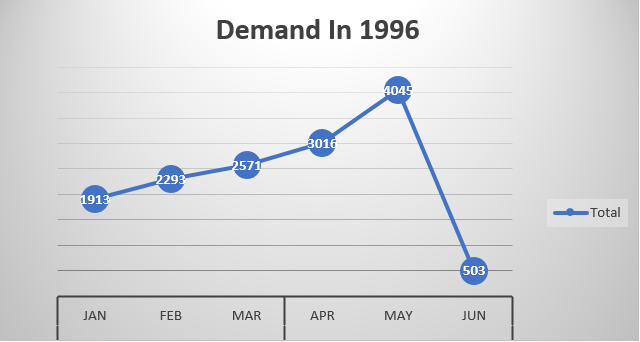 Demand In 1996
4045
3016
2571
2293
1913
503
Total
JAN FEB MAR APR MAY JUN